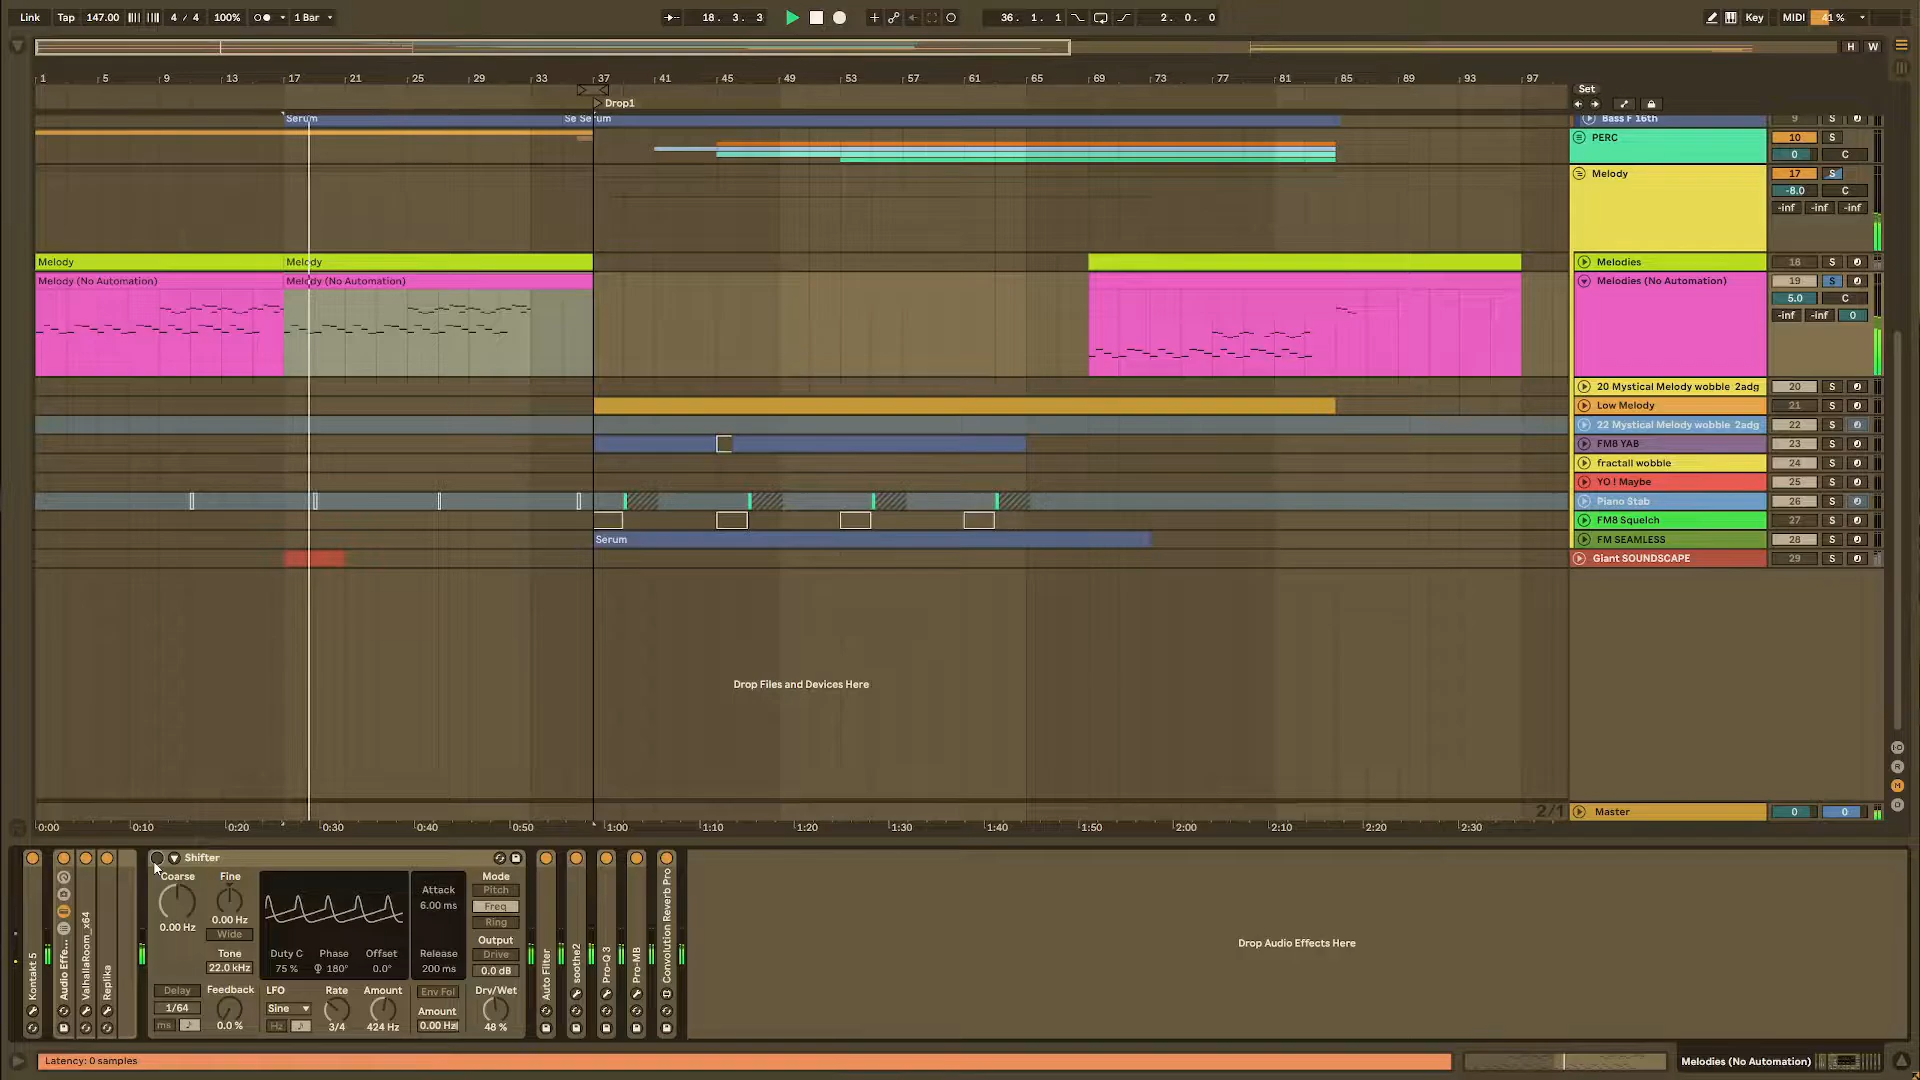 Link Tap 147.00 4 / 4 100% 1 Bar 18. 3. 3 36. 1. 1 2. 0. 0 Key MIDI 41 %
H W
1 5 9 13 17 21 25 29 33 37 41 45 49 53 57 61 65 69 73 77 81 85 89 93 97
Set
Drop1
Serum Se Serum Bass F 16th 9 S
PERC 10 S
0 C
Melody 17 S
-8.0 C
-inf -inf -inf
Melody Melody Melodies 18 S
Melody (No Automation) Melody (No Automation) Melodies (No Automation) 19 S
5.0 C
-inf -inf 0
20 Mystical Melody wobble 2adg 20 S
Low Melody 21 S
22 Mystical Melody wobble 2adg 22 S
FM8 YAB 23 S
fractall wobble 24 S
YO ! Maybe 25 S
Piano Stab 26 S
FM8 Squelch 27 S
Serum FM SEAMLESS 28 S
Giant SOUNDSCAPE 29 S
Drop Files and Devices Here
2/1 Master 0 0
0:00 0:10 0:20 0:30 0:40 0:50 1:00 1:10 1:20 1:30 1:40 1:50 2:00 2:10 2:20 2:30
Shifter
Coarse Fine Mode
Attack Pitch
0.00 Hz 6.00 ms Freq
0.00 Hz Ring
Wide Output
Tone Duty C Phase Offset Release Drive
22.0 kHz 75 % 180° 0.0° 200 ms 0.0 dB
Delay Feedback LFO Rate Amount Env Fol Dry/Wet
1/64 Sine Amount
ms 0.0 % Hz 3/4 424 Hz 0.00 Hz 48 %
Kontakt 5
Audio Effe...
ValhallaRoom_x64
Replika
Auto Filter
soothe2
Pro-Q 3
Pro-MB
Convolution Reverb Pro
Drop Audio Effects Here
Latency: 0 samples Melodies (No Automation)